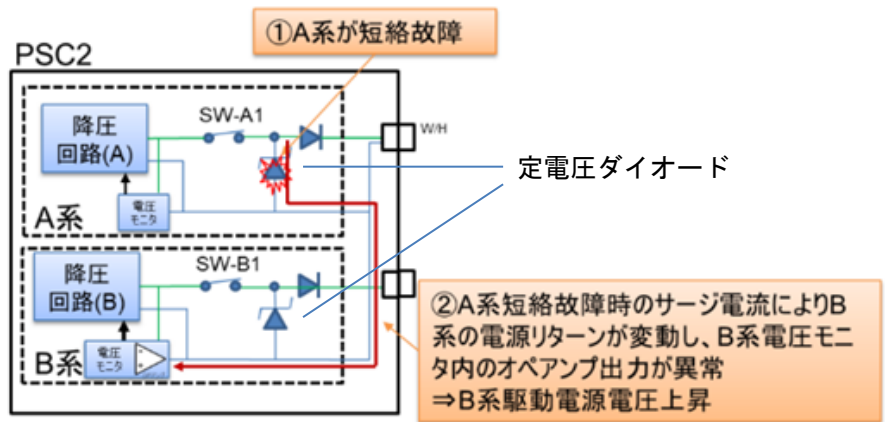 ①A系が短絡故障
PSC2
SW-A1
降圧
回路(A)
W/H
定電圧ダイオード
電圧
モニタ
A系
SW-B1
降圧
回路(B)
②A系短絡故障時のサージ電流によりB
系の電源リターンが変動し、B系電圧モニ
タ内のオペアンプ出力が異常
⇒B系駆動電源電圧上昇
電圧
モニタ
B系